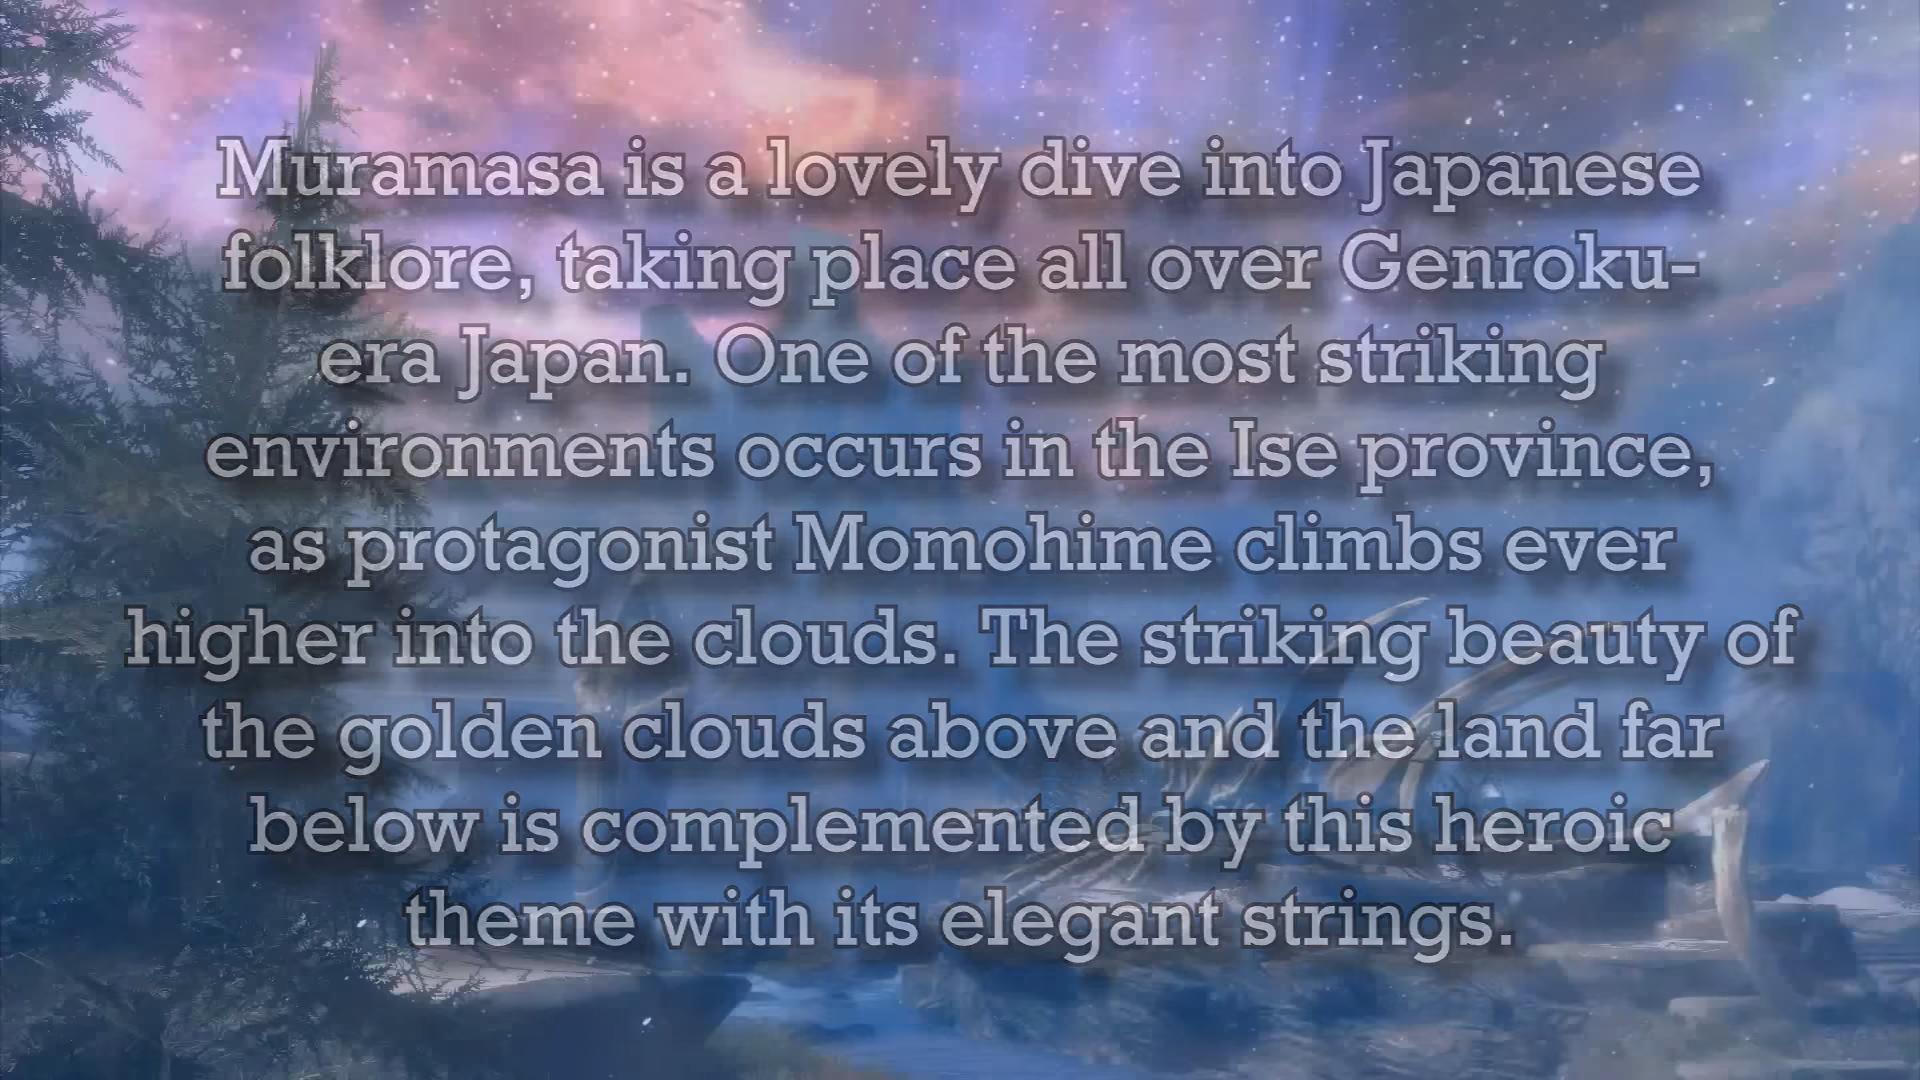 Muramasa is a lovely dive into Japanese
folklore, taking place all over Genroku-
era Japan. One of the most striking
environments occurs in the Ise province,
as protagonist Momohime climbs ever
higher into the clouds. The striking beauty of
the golden clouds above and the land far
below is complemented by this heroic
theme with its elegant strings.